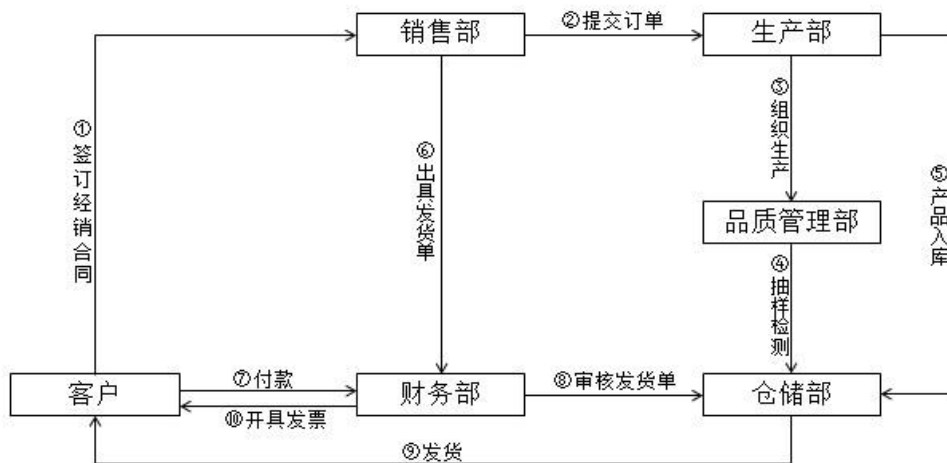 销售部
②提交订单
生产部
①签订经销合同
⑥出具发货单
③组织生产
⑤产品入库
品质管理部
④抽样检测
客户
⑦付款
⑩开具发票
财务部
⑧审核发货单
仓储部
⑨发货